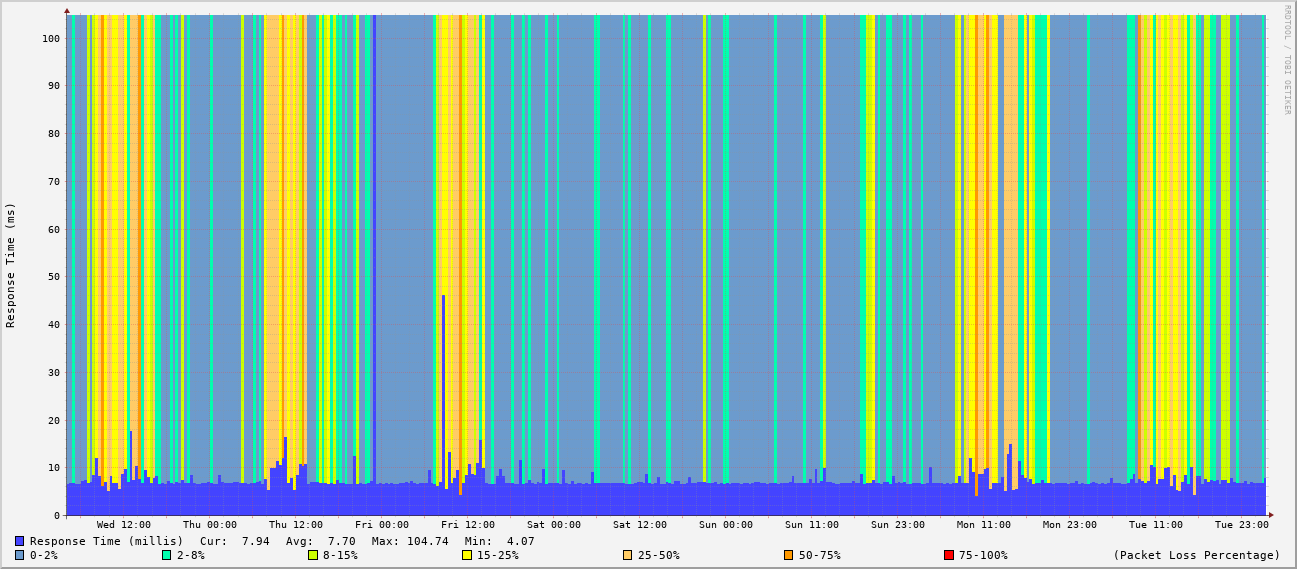 RRDTOOL / TOBI OETIKER
Response Time (ms)
100
90
80
70
60
50
40
30
20
10
0
Wed 12:00 Thu 00:00 Thu 12:00 Fri 00:00 Fri 12:00 Sat 00:00 Sat 12:00 Sun 00:00 Sun 11:00 Sun 23:00 Mon 11:00 Mon 23:00 Tue 11:00 Tue 23:00
Response Time (millis) Cur: 7.94 Avg: 7.70 Max: 104.74 Min: 4.07
0-2% 2-8% 8-15% 15-25% 25-50% 50-75% 75-100% (Packet Loss Percentage)